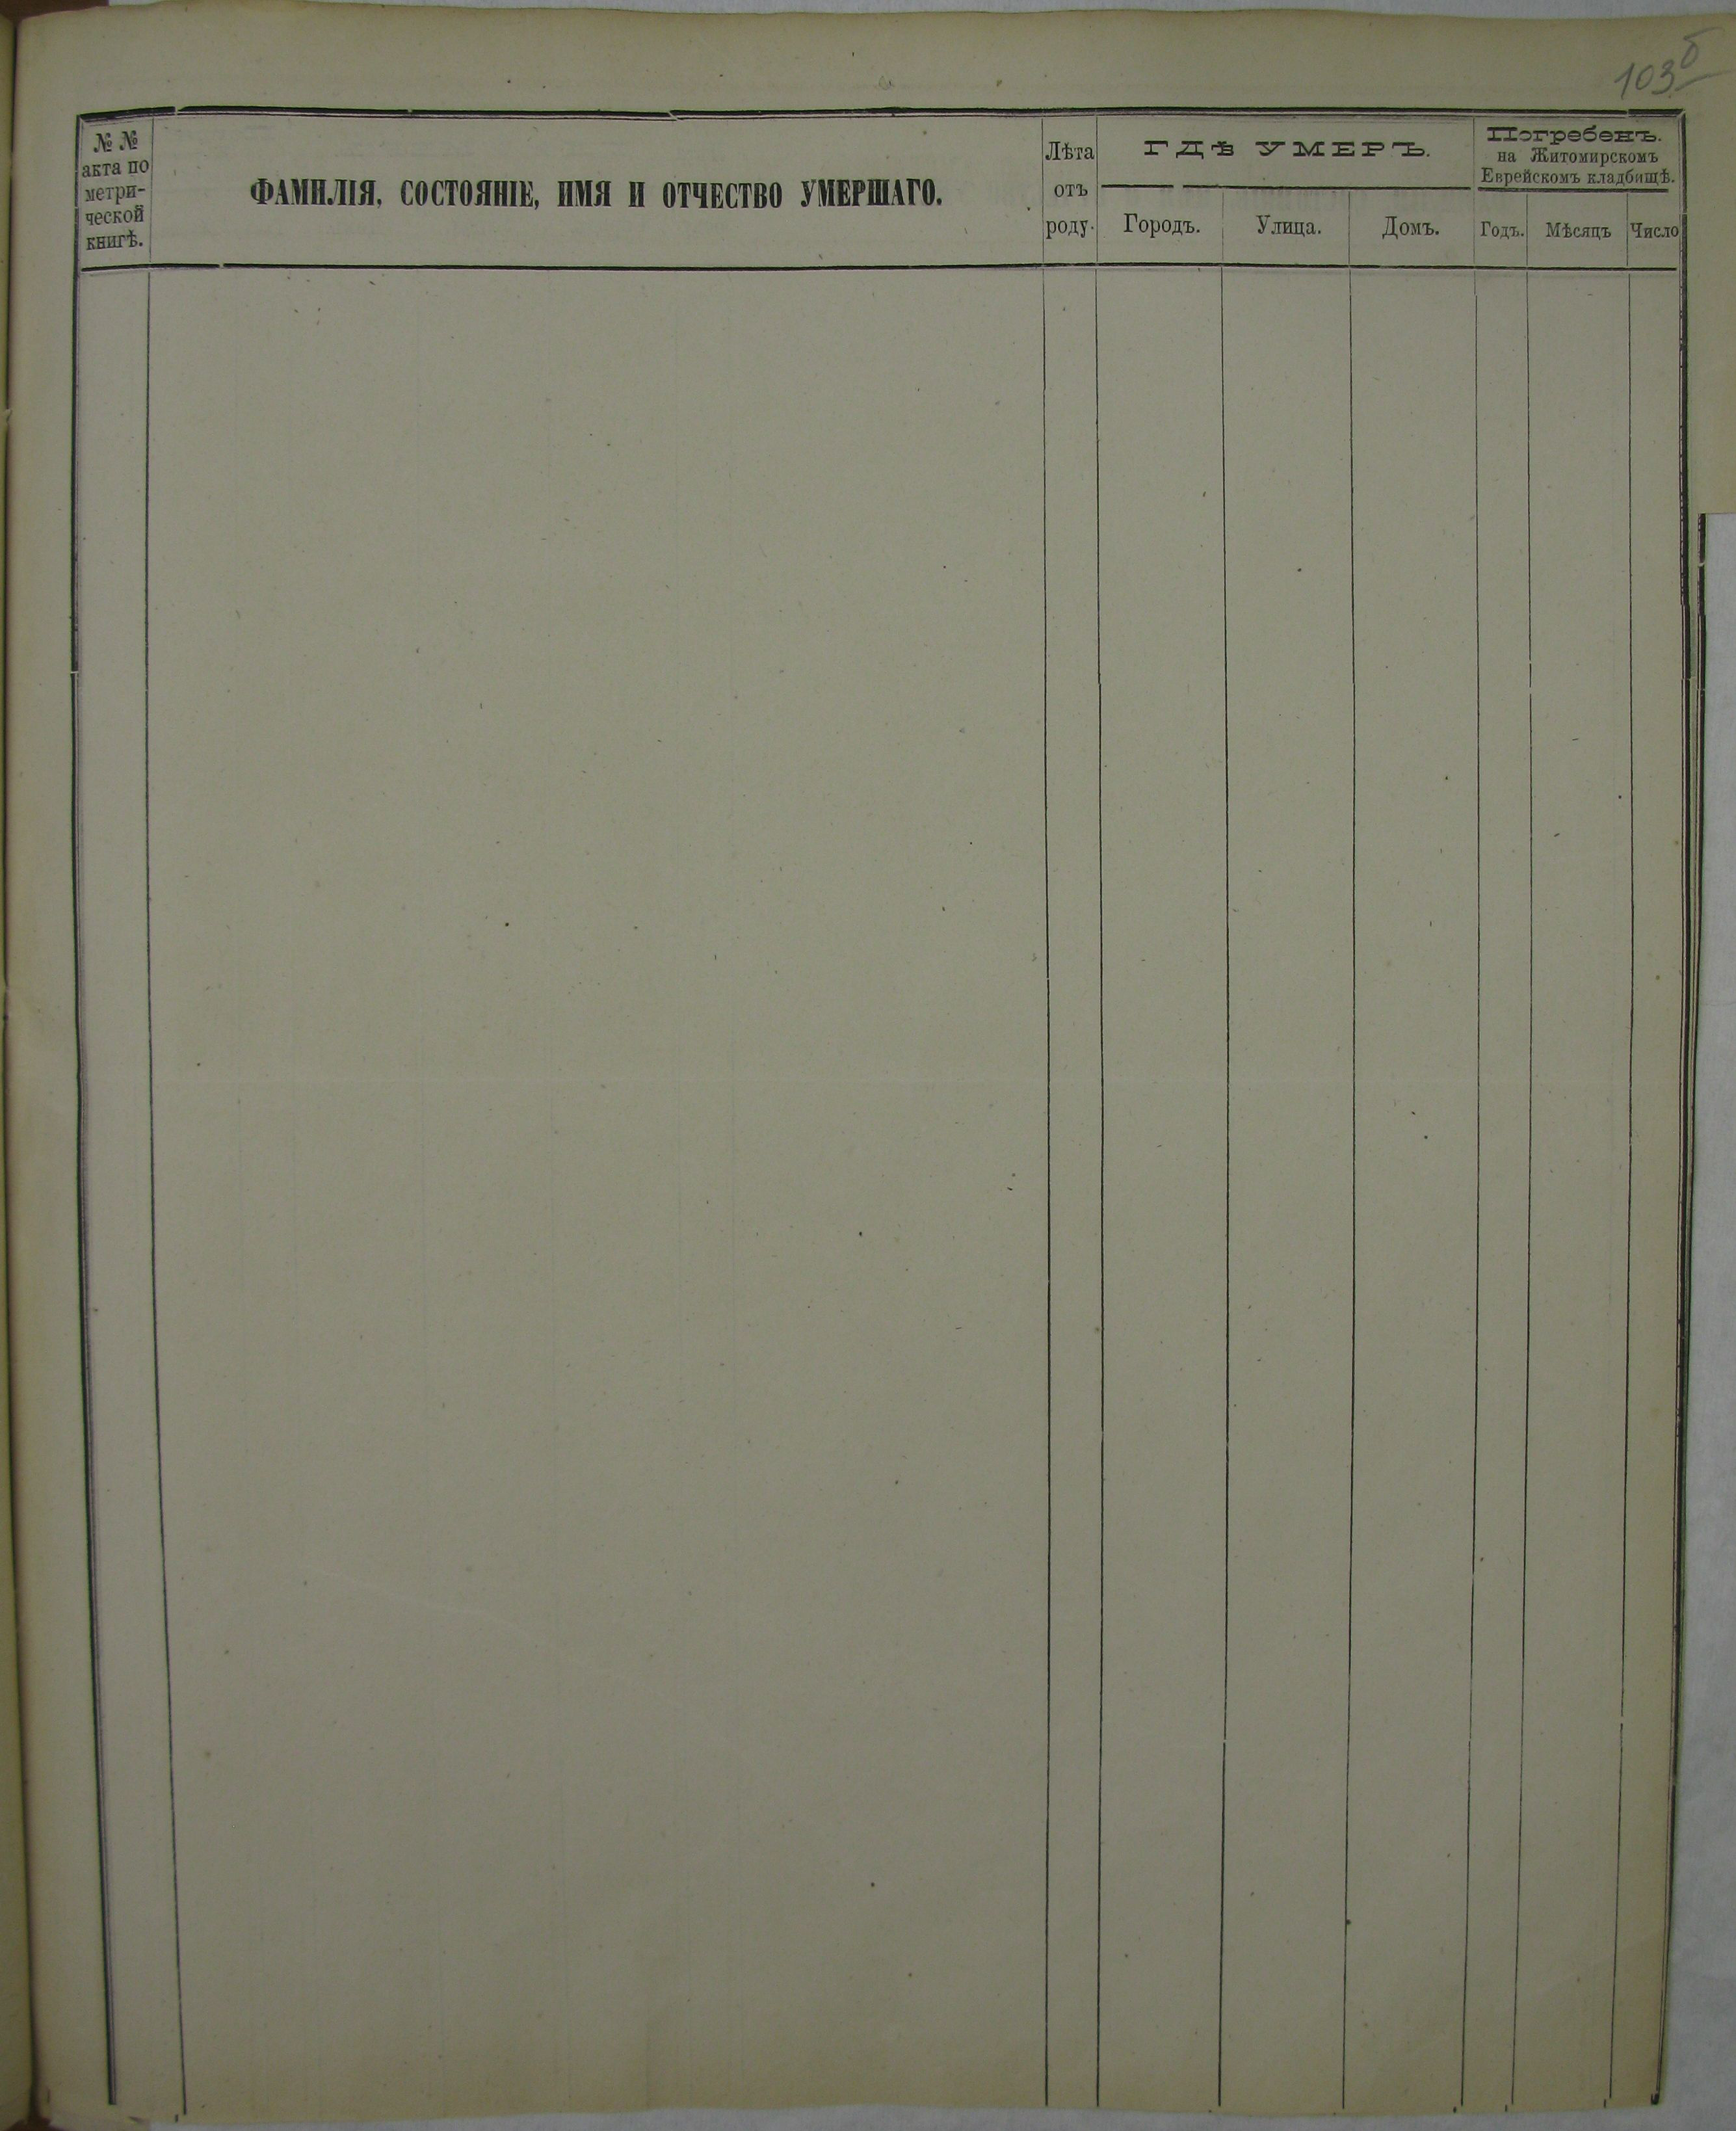 103б
№ №
акта по
метри-
ческой
книгѣ.
ФАМИЛІЯ, СОСТОЯНІЕ, ИМЯ И ОТЧЕСТВО УМЕРШАГО.
Лѣта
отъ
роду.
ГДѢ УМЕРЪ.
Городъ.
Улица.
Домъ.
Погребенъ.
на Житомирскомъ
Еврейскомъ кладбищѣ.
Годъ.
Мѣсяцъ
Число